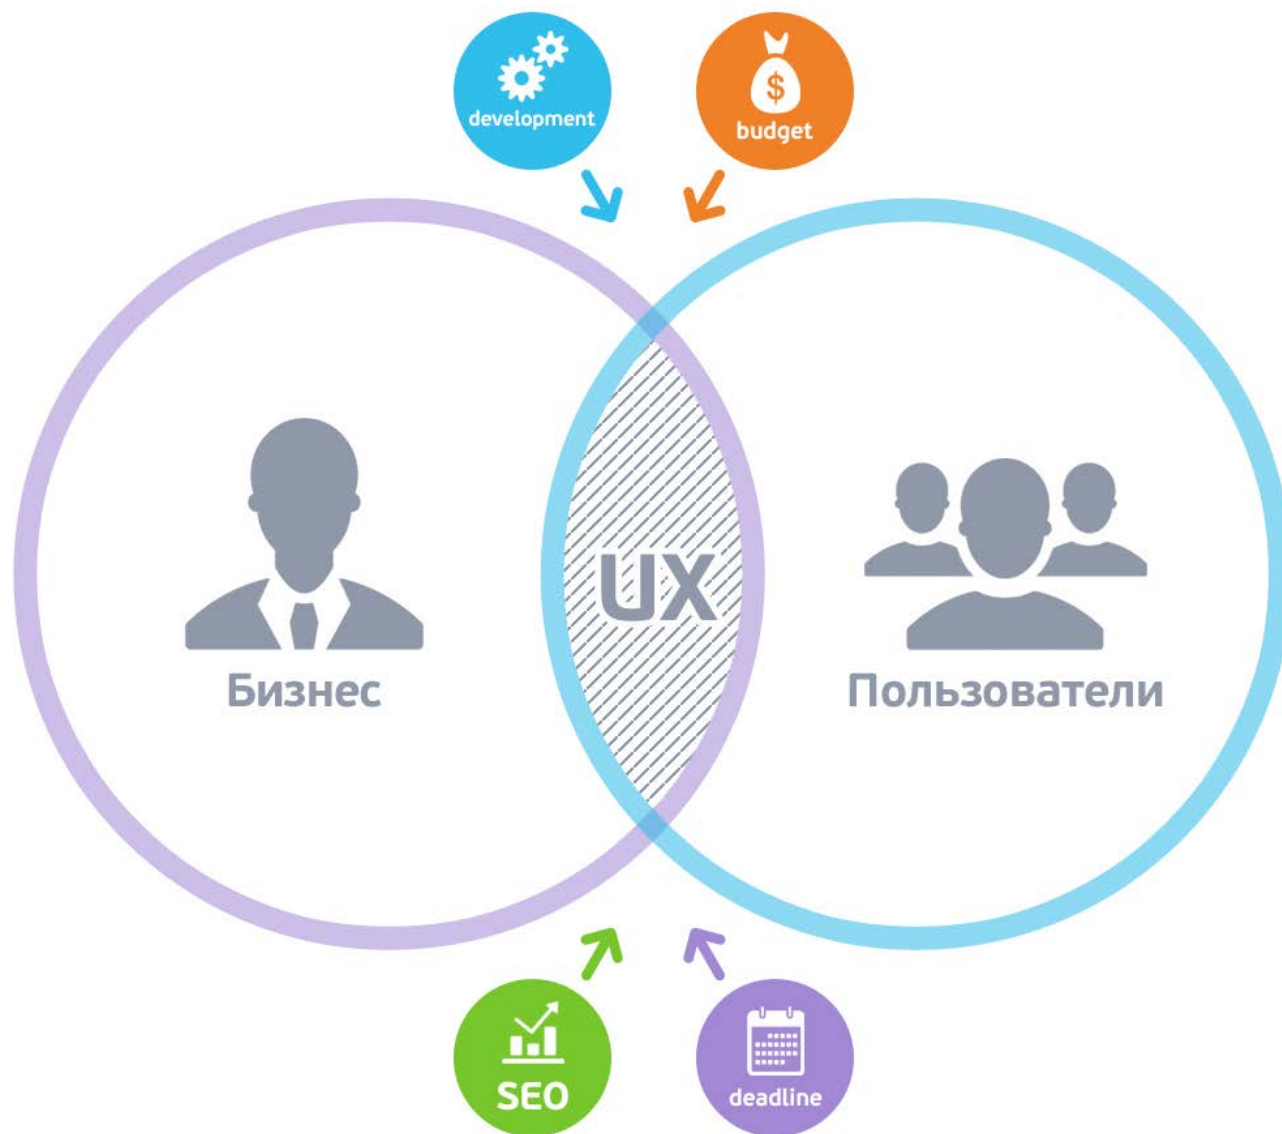 development
$
budget
UX
Бизнес
Пользователи
SEO
deadline